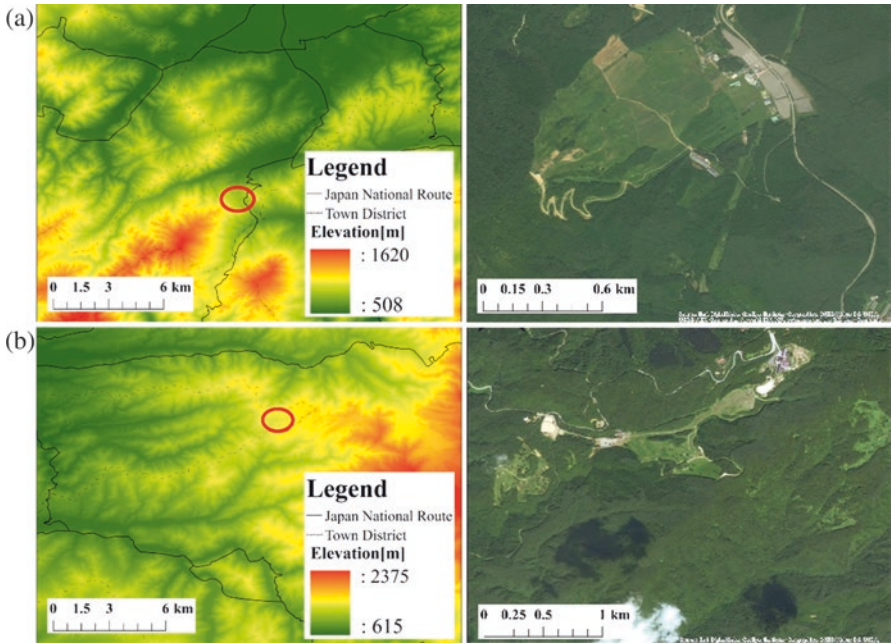 (a)
Legend
Japan National Route
Town District
Elevation[m]
: 1620
: 508
0 1.5 3 6 km
0 0.15 0.3 0.6 km
(b)
Legend
Japan National Route
Town District
Elevation[m]
: 2375
: 615
0 1.5 3 6 km
0 0.25 0.5 1 km